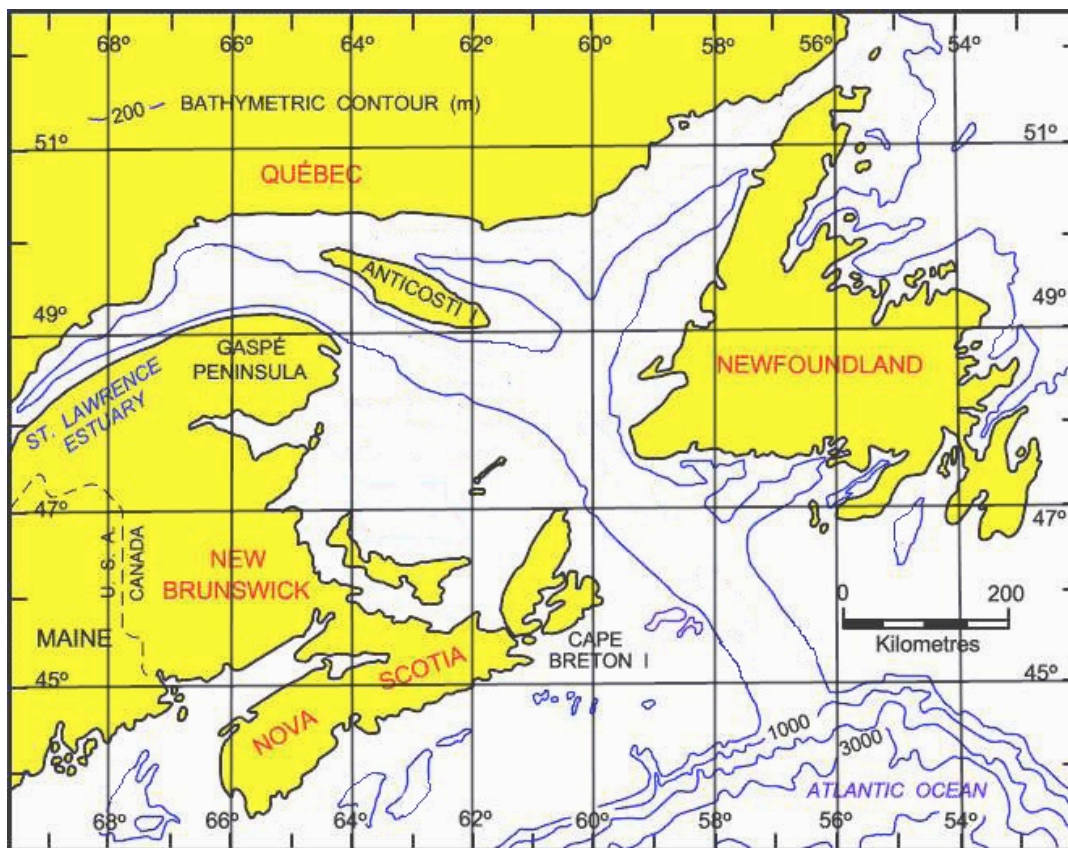 68º 66º 64º 62º 60º 58º 56º 54º
200 BATHYMETRIC CONTOUR (m)
51º 51º
QUÉBEC
ANTICOSTI I
49º 49º
GASPÉ
PENINSULA
NEWFOUNDLAND
ST. LAWRENCE
ESTUARY
47º 47º
U. S. A.
CANADA
NEW
BRUNSWICK
0 200
Kilometres
MAINE
CAPE
BRETON I
SCOTIA
45º 45º
NOVA
1000
3000
ATLANTIC OCEAN
68º 66º 64º 62º 60º 58º 56º 54º